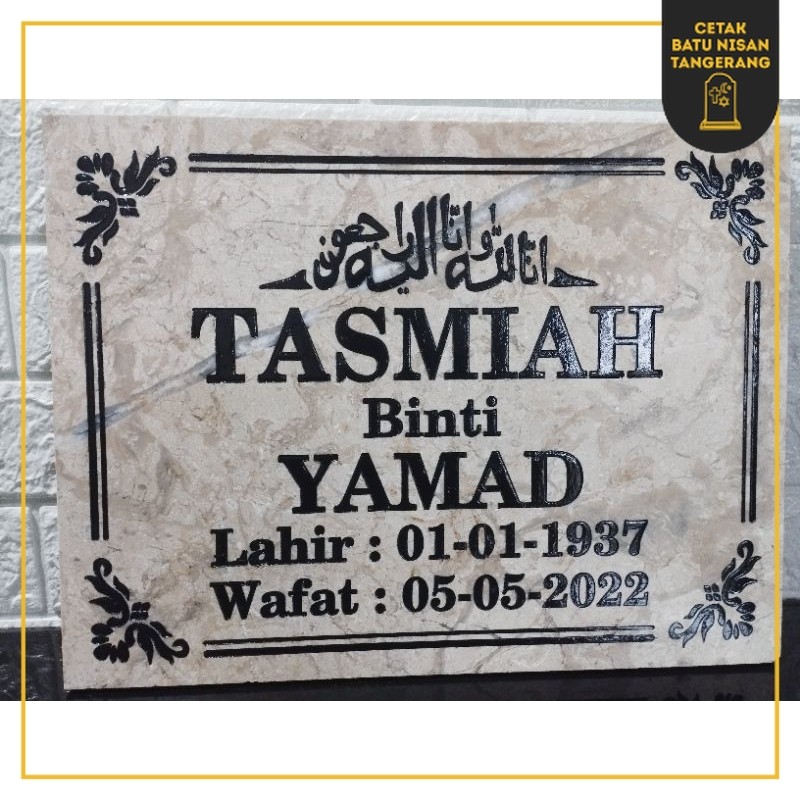 CETAK
BATU NISAN
TANGERANG
انا لله وانا اليه راجعون
TASMIAH
Binti
YAMAD
Lahir : 01-01-1937
Wafat : 05-05-2022